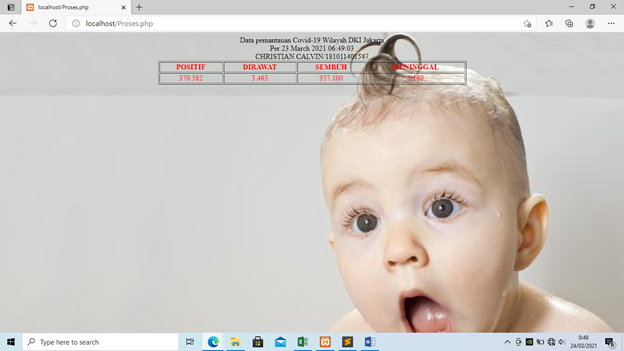 localhost/Proses.php
localhost/Proses.php
Data pemantauan Covid-19 Wilayah DKI Jakarta
Per 23 March 2021 06:49:03
CHRISTIAN CALVIN/181011401547
POSITIF DIRAWAT SEMBUH MENINGGAL
370.582 3.463 357.100
Type here to search
0:49
24/03/2021